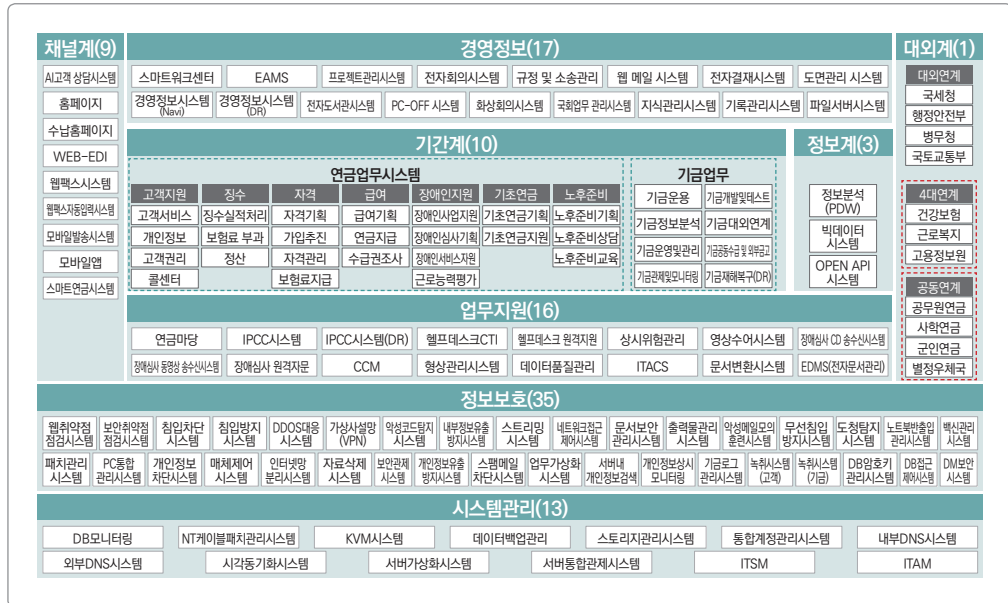 채널계(9)
AI고객 상담시스템
홈페이지
수납홈페이지
WEB-EDI
웹팩스시스템
웹팩스자동입력시스템
모바일발송시스템
모바일앱
스마트연금시스템
경영정보(17)
스마트워크센터 EAMS 프로젝트관리시스템 전자회의시스템 규정 및 소송관리 웹 메일 시스템 전자결재시스템 도면관리 시스템
경영정보시스템 (Navi) 경영정보시스템 (DR) 전자도서관시스템 PC-OFF 시스템 화상회의시스템 국회업무 관리시스템 지식관리시스템 기록관리시스템 파일서버시스템
기간계(10)
연금업무시스템
고객지원 징수 자격 급여 장애인지원 기초연금 노후준비
고객서비스 징수실적처리 자격기획 급여기획 장애인사업지원 기초연금기획 노후준비기획
개인정보 보험료 부과 가입추진 연금지급 장애인심사기획 기초연금지원 노후준비상담
고객권리 정산 자격관리 수급권조사 장애인서비스지원 노후준비교육
콜센터 보험료지급 근로능력평가
기금업무
기금운용 기금개발및테스트
기금정보분석 기금대외연계
기금운영및관리 기금공동수급 및 외부공고
기금관제및모니터링 기금재해복구(DR)
정보계(3)
정보분석
(PDW)
빅데이터
시스템
OPEN API
시스템
업무지원(16)
연금마당 IPCC시스템 IPCC시스템(DR) 헬프데스크CTI 헬프데스크 원격지원 상시위험관리 영상수어시스템 장애심사 CD 송수신시스템
장애심사 동영상 송수신시스템 장애심사 원격자문 CCM 형상관리시스템 데이터품질관리 ITACS 문서변환시스템 EDMS(전자문서관리)
대외계(1)
대외연계
국세청
행정안전부
병무청
국토교통부
4대연계
건강보험
근로복지
고용정보원
공동연계
공무원연금
사학연금
군인연금
별정우체국
정보보호(35)
웹취약점 보안취약점 침입차단 침입방지 DDOS대응 가상사설망 악성코드탐지 내부정보유출 스트리밍 네트워크접근 문서보안 출력물관리 악성메일모의 무선침입 도청탐지 노트북반출입 백신관리
점검시스템 점검시스템 시스템 시스템 시스템 (VPN) 시스템 방지시스템 시스템 제어시스템 관리시스템 시스템 훈련시스템 방지시스템 시스템 관리시스템 시스템
패치관리 PC통합 개인정보 매체제어 인터넷망 자료삭제 보안관제 개인정보유출 스팸메일 업무가상화 서버내 개인정보상시 기금로그 녹취시스템 녹취시스템 DB암호키 DB접근 DM보안
시스템 관리시스템 차단시스템 시스템 분리시스템 시스템 시스템 방지시스템 차단시스템 시스템 개인정보검색 모니터링 관리시스템 (고객) (기금) 관리시스템 제어시스템 시스템
시스템관리(13)
DB모니터링 NT케이블패치관리시스템 KVM시스템 데이터백업관리 스토리지관리시스템 통합계정관리시스템 내부DNS시스템
외부DNS시스템 시각동기화시스템 서버가상화시스템 서버통합관제시스템 ITSM ITAM